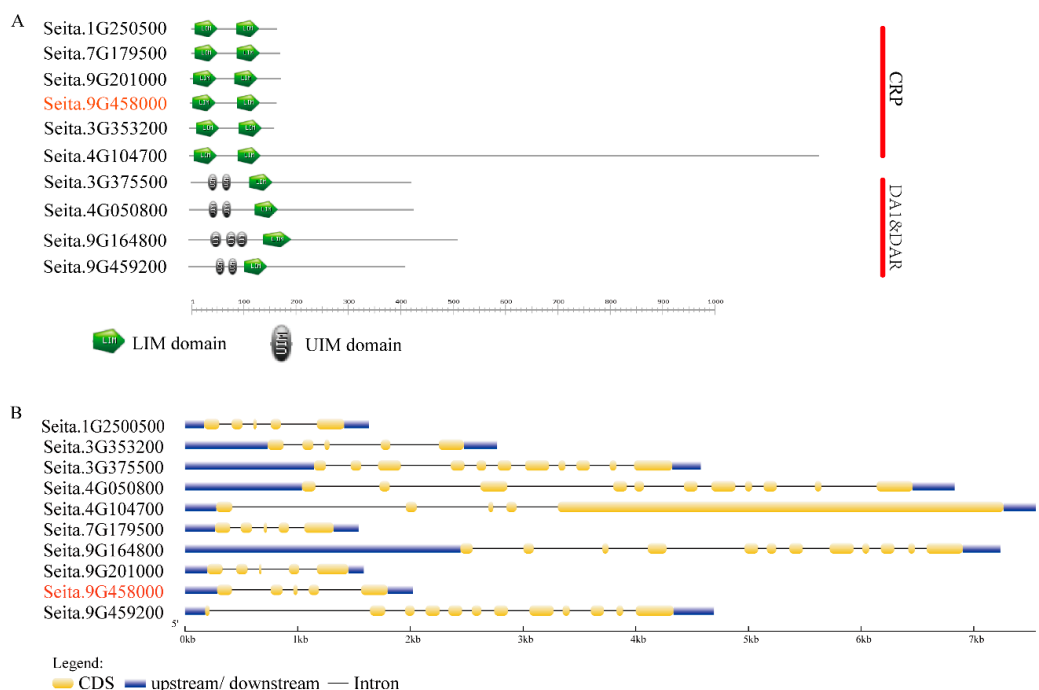 A
Seita.1G250500
Seita.7G179500
Seita.9G201000
Seita.9G458000
Seita.3G353200
Seita.4G104700
Seita.3G375500
Seita.4G050800
Seita.9G164800
Seita.9G459200
CRP
DA1&DAR
100 200 300 400 500 600 700 800 900 1000
LIM LIM domain
UIM UIM domain
B
Seita.1G2500500
Seita.3G353200
Seita.3G375500
Seita.4G050800
Seita.4G104700
Seita.7G179500
Seita.9G164800
Seita.9G201000
Seita.9G458000
Seita.9G459200
5'
0kb 1kb 2kb 3kb 4kb 5kb 6kb 7kb
Legend:
CDS upstream/ downstream Intron